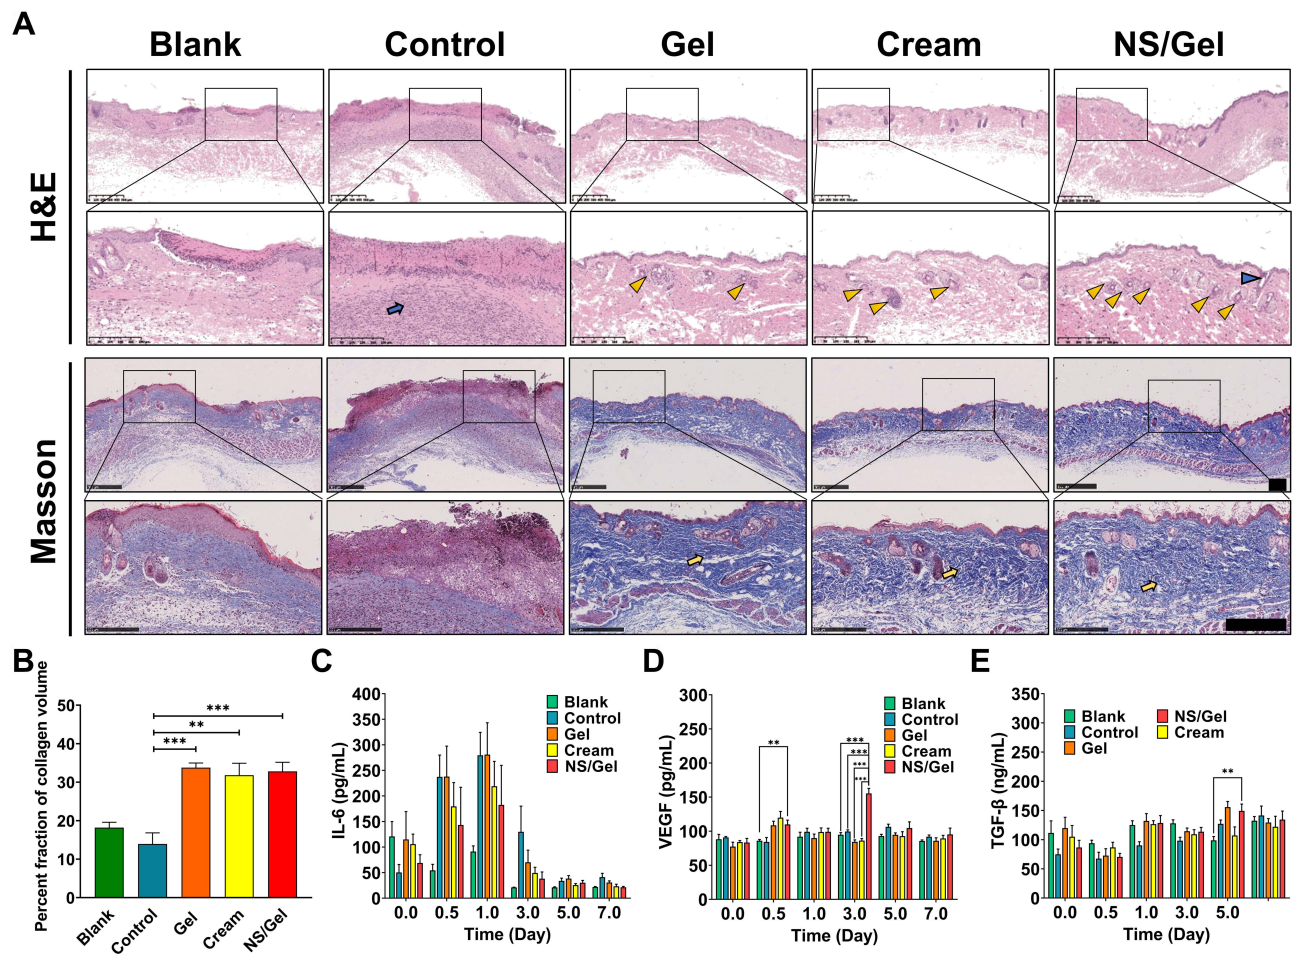 A
Blank Control Gel Cream NS/Gel
H&E
Masson
B
Percent fraction of collagen volume
50
40
30
20
10
0
***
**
***
Blank
Control
Gel
Cream
NS/Gel
C
IL-6 (pg/mL)
400
350
300
250
200
150
100
50
0
Blank
Control
Gel
Cream
NS/Gel
0.0 0.5 1.0 3.0 5.0 7.0
Time (Day)
D
VEGF (pg/mL)
300
250
200
150
100
50
0
**
***
***
***
***
Blank
Control
Gel
Cream
NS/Gel
0.0 0.5 1.0 3.0 5.0 7.0
Time (Day)
E
TGF-β (ng/mL)
350
300
250
200
150
100
50
0
Blank NS/Gel
Control Cream
Gel
**
0.0 0.5 1.0 3.0 5.0
Time (Day)